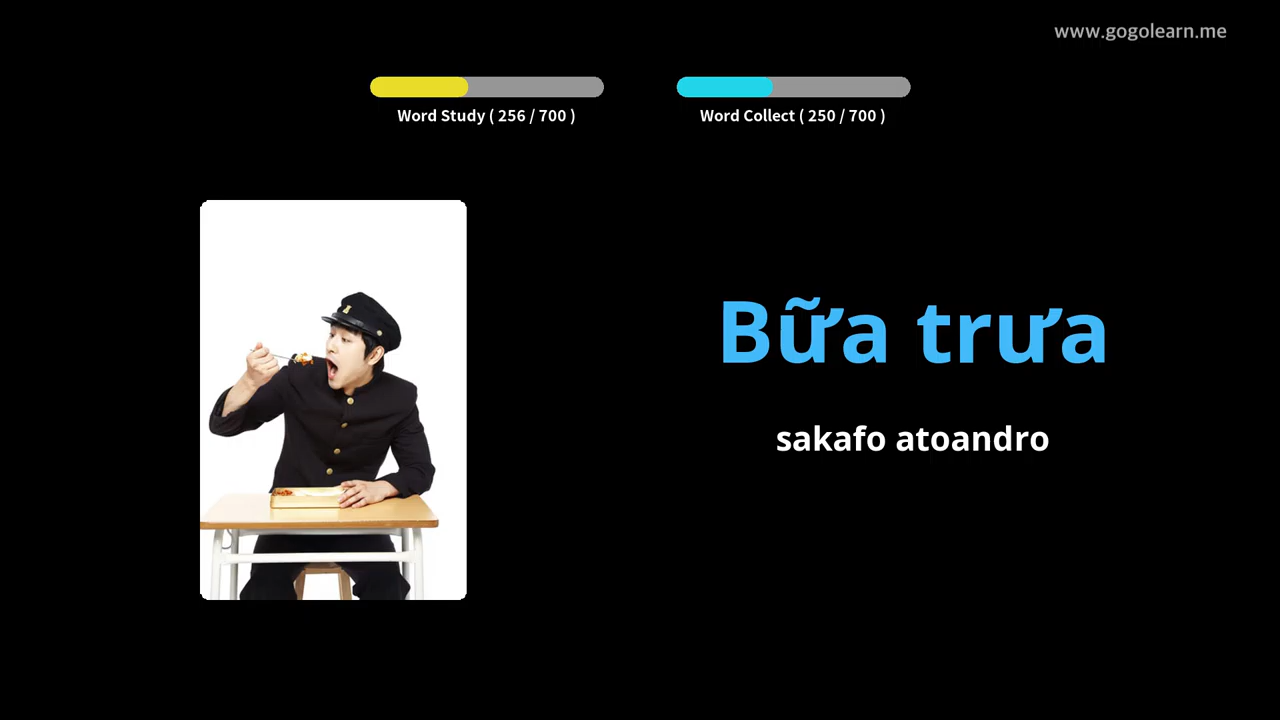 www.gogolearn.me
Word Study ( 256 / 700 )
Word Collect ( 250 / 700 )
Bữa trưa
sakafo atoandro